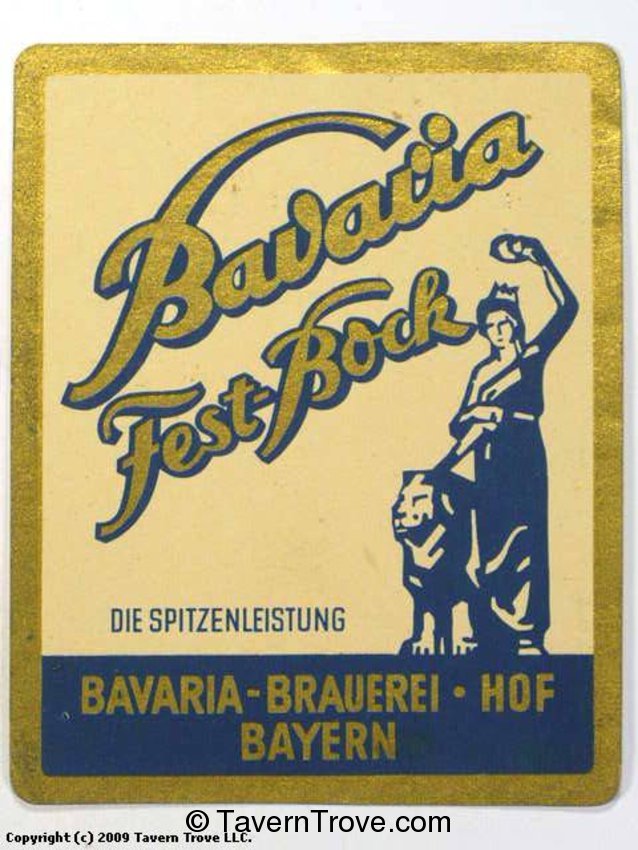 Bavaria
Fest-Bock
DIE SPITZENLEISTUNG
BAVARIA-BRAUEREI • HOF
BAYERN
© TavernTrove.com
Copyright (c) 2009 Tavern Trove LLC.